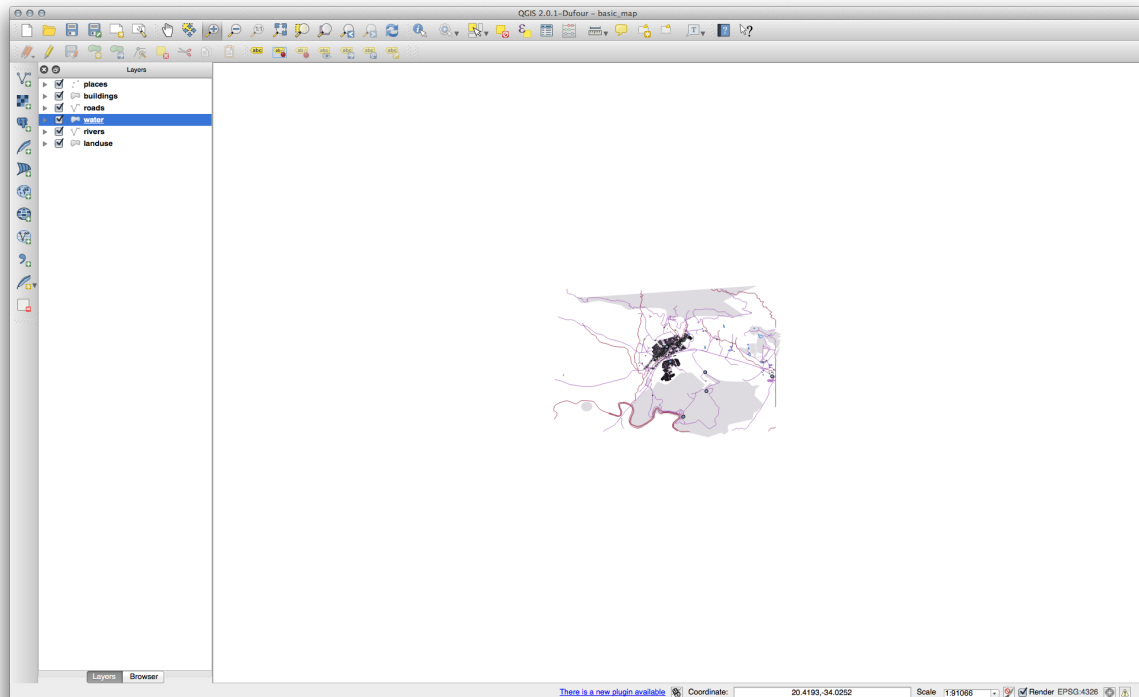 QGIS 2.0.1-Dufour - basic_map
Layers
places
buildings
roads
water
rivers
landuse
Layers Browser
There is a new plugin available Coordinate: 20.4193,-34.0252 Scale 1:91066 Render EPSG:4326